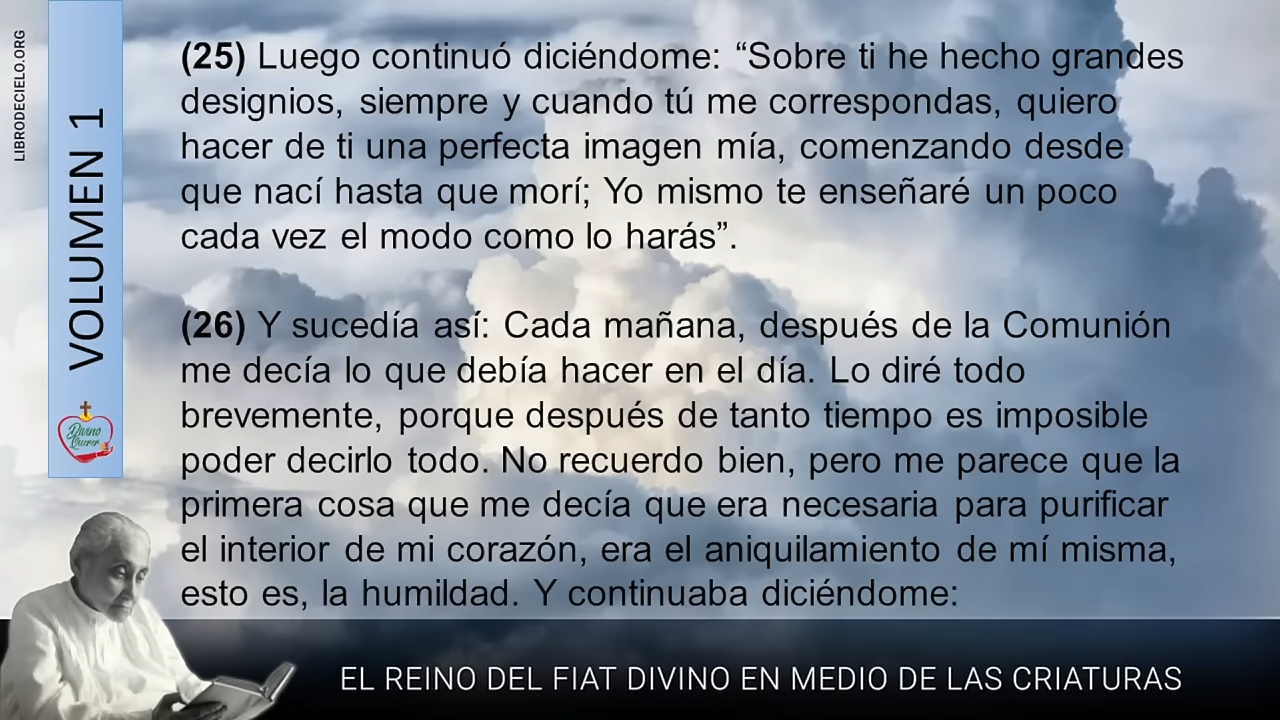 LIBRODECIELO.ORG
VOLUMEN 1
Divino
Querer
(25) Luego continuó diciéndome: “Sobre ti he hecho grandes
designios, siempre y cuando tú me correspondas, quiero
hacer de ti una perfecta imagen mía, comenzando desde
que nací hasta que morí; Yo mismo te enseñaré un poco
cada vez el modo como lo harás”.
(26) Y sucedía así: Cada mañana, después de la Comunión
me decía lo que debía hacer en el día. Lo diré todo
brevemente, porque después de tanto tiempo es imposible
poder decirlo todo. No recuerdo bien, pero me parece que la
primera cosa que me decía que era necesaria para purificar
el interior de mi corazón, era el aniquilamiento de mí misma,
esto es, la humildad. Y continuaba diciéndome:
EL REINO DEL FIAT DIVINO EN MEDIO DE LAS CRIATURAS